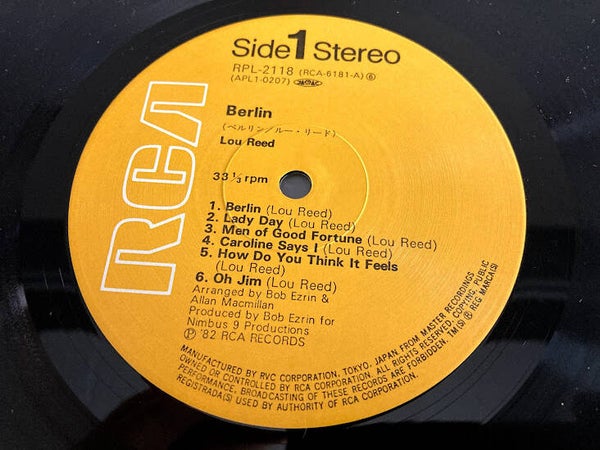 RCA
Side 1 Stereo
RPL-2118 (RCA-6181-A) ⑥
(APL1-0207)
Berlin
(ベルリン/ルー・リード)
Lou Reed
33 ⅓ rpm
1. Berlin (Lou Reed)
2. Lady Day (Lou Reed)
3. Men of Good Fortune (Lou Reed)
4. Caroline Says I (Lou Reed)
5. How Do You Think It Feels
(Lou Reed)
6. Oh Jim (Lou Reed)
Arranged by Bob Ezrin &
Allan Macmillan
Produced by Bob Ezrin for
Nimbus 9 Productions
Ⓟ '82 RCA RECORDS
MANUFACTURED BY RVC CORPORATION, TOKYO, JAPAN FROM MASTER RECORDINGS
OWNED OR CONTROLLED BY RCA CORPORATION. ALL RIGHTS RESERVED. COPYING, PUBLIC
PERFORMANCE, BROADCASTING OF THESE RECORDS ARE FORBIDDEN. TM(S) ® REG MARCA(S)
REGISTRADA(S) USED BY AUTHORITY OF RCA CORPORATION.